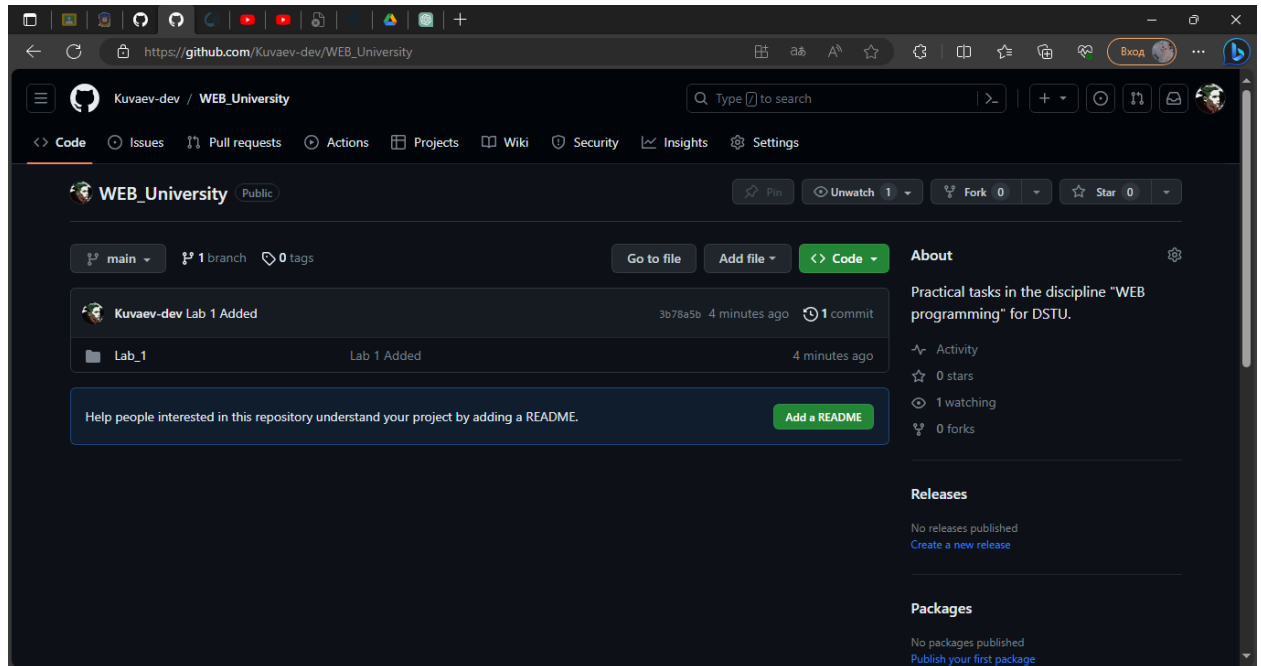 https://github.com/Kuvaev-dev/WEB_University
Вход
Kuvaev-dev / WEB_University
Type / to search
Code Issues Pull requests Actions Projects Wiki Security Insights Settings
WEB_University Public
Pin Unwatch 1 Fork 0 Star 0
main 1 branch 0 tags Go to file Add file Code
Kuvaev-dev Lab 1 Added 3b78a5b 4 minutes ago 1 commit
Lab_1 Lab 1 Added 4 minutes ago
Help people interested in this repository understand your project by adding a README. Add a README
About
Practical tasks in the discipline "WEB
programming" for DSTU.
Activity
0 stars
1 watching
0 forks
Releases
No releases published
Create a new release
Packages
No packages published
Publish your first package